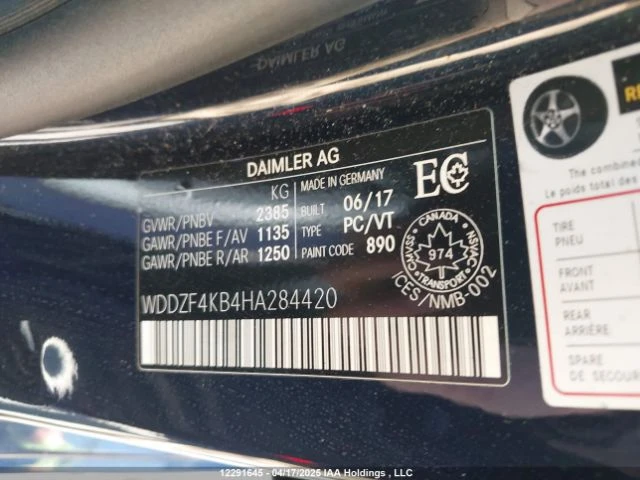 DAIMLER AG
DAIMLER AG
KG MADE IN GERMANY
EC
GVWR/PNBV 2385 BUILT 06/17
GAWR/PNBE F/AV 1135 TYPE PC/VT
GAWR/PNBE R/AR 1250 PAINT CODE 890
CANADA
CMVSS 974 NSVAC
TRANSPORT
ICES/NMB-002
WDDZF4KB4HA284420
RE
The combine
Le poids total des
TIRE
PNEU
FRONT
AVANT
REAR
ARRIÈRE
SPARE
DE SECOURS
12291645 - 04/17/2025 IAA Holdings , LLC